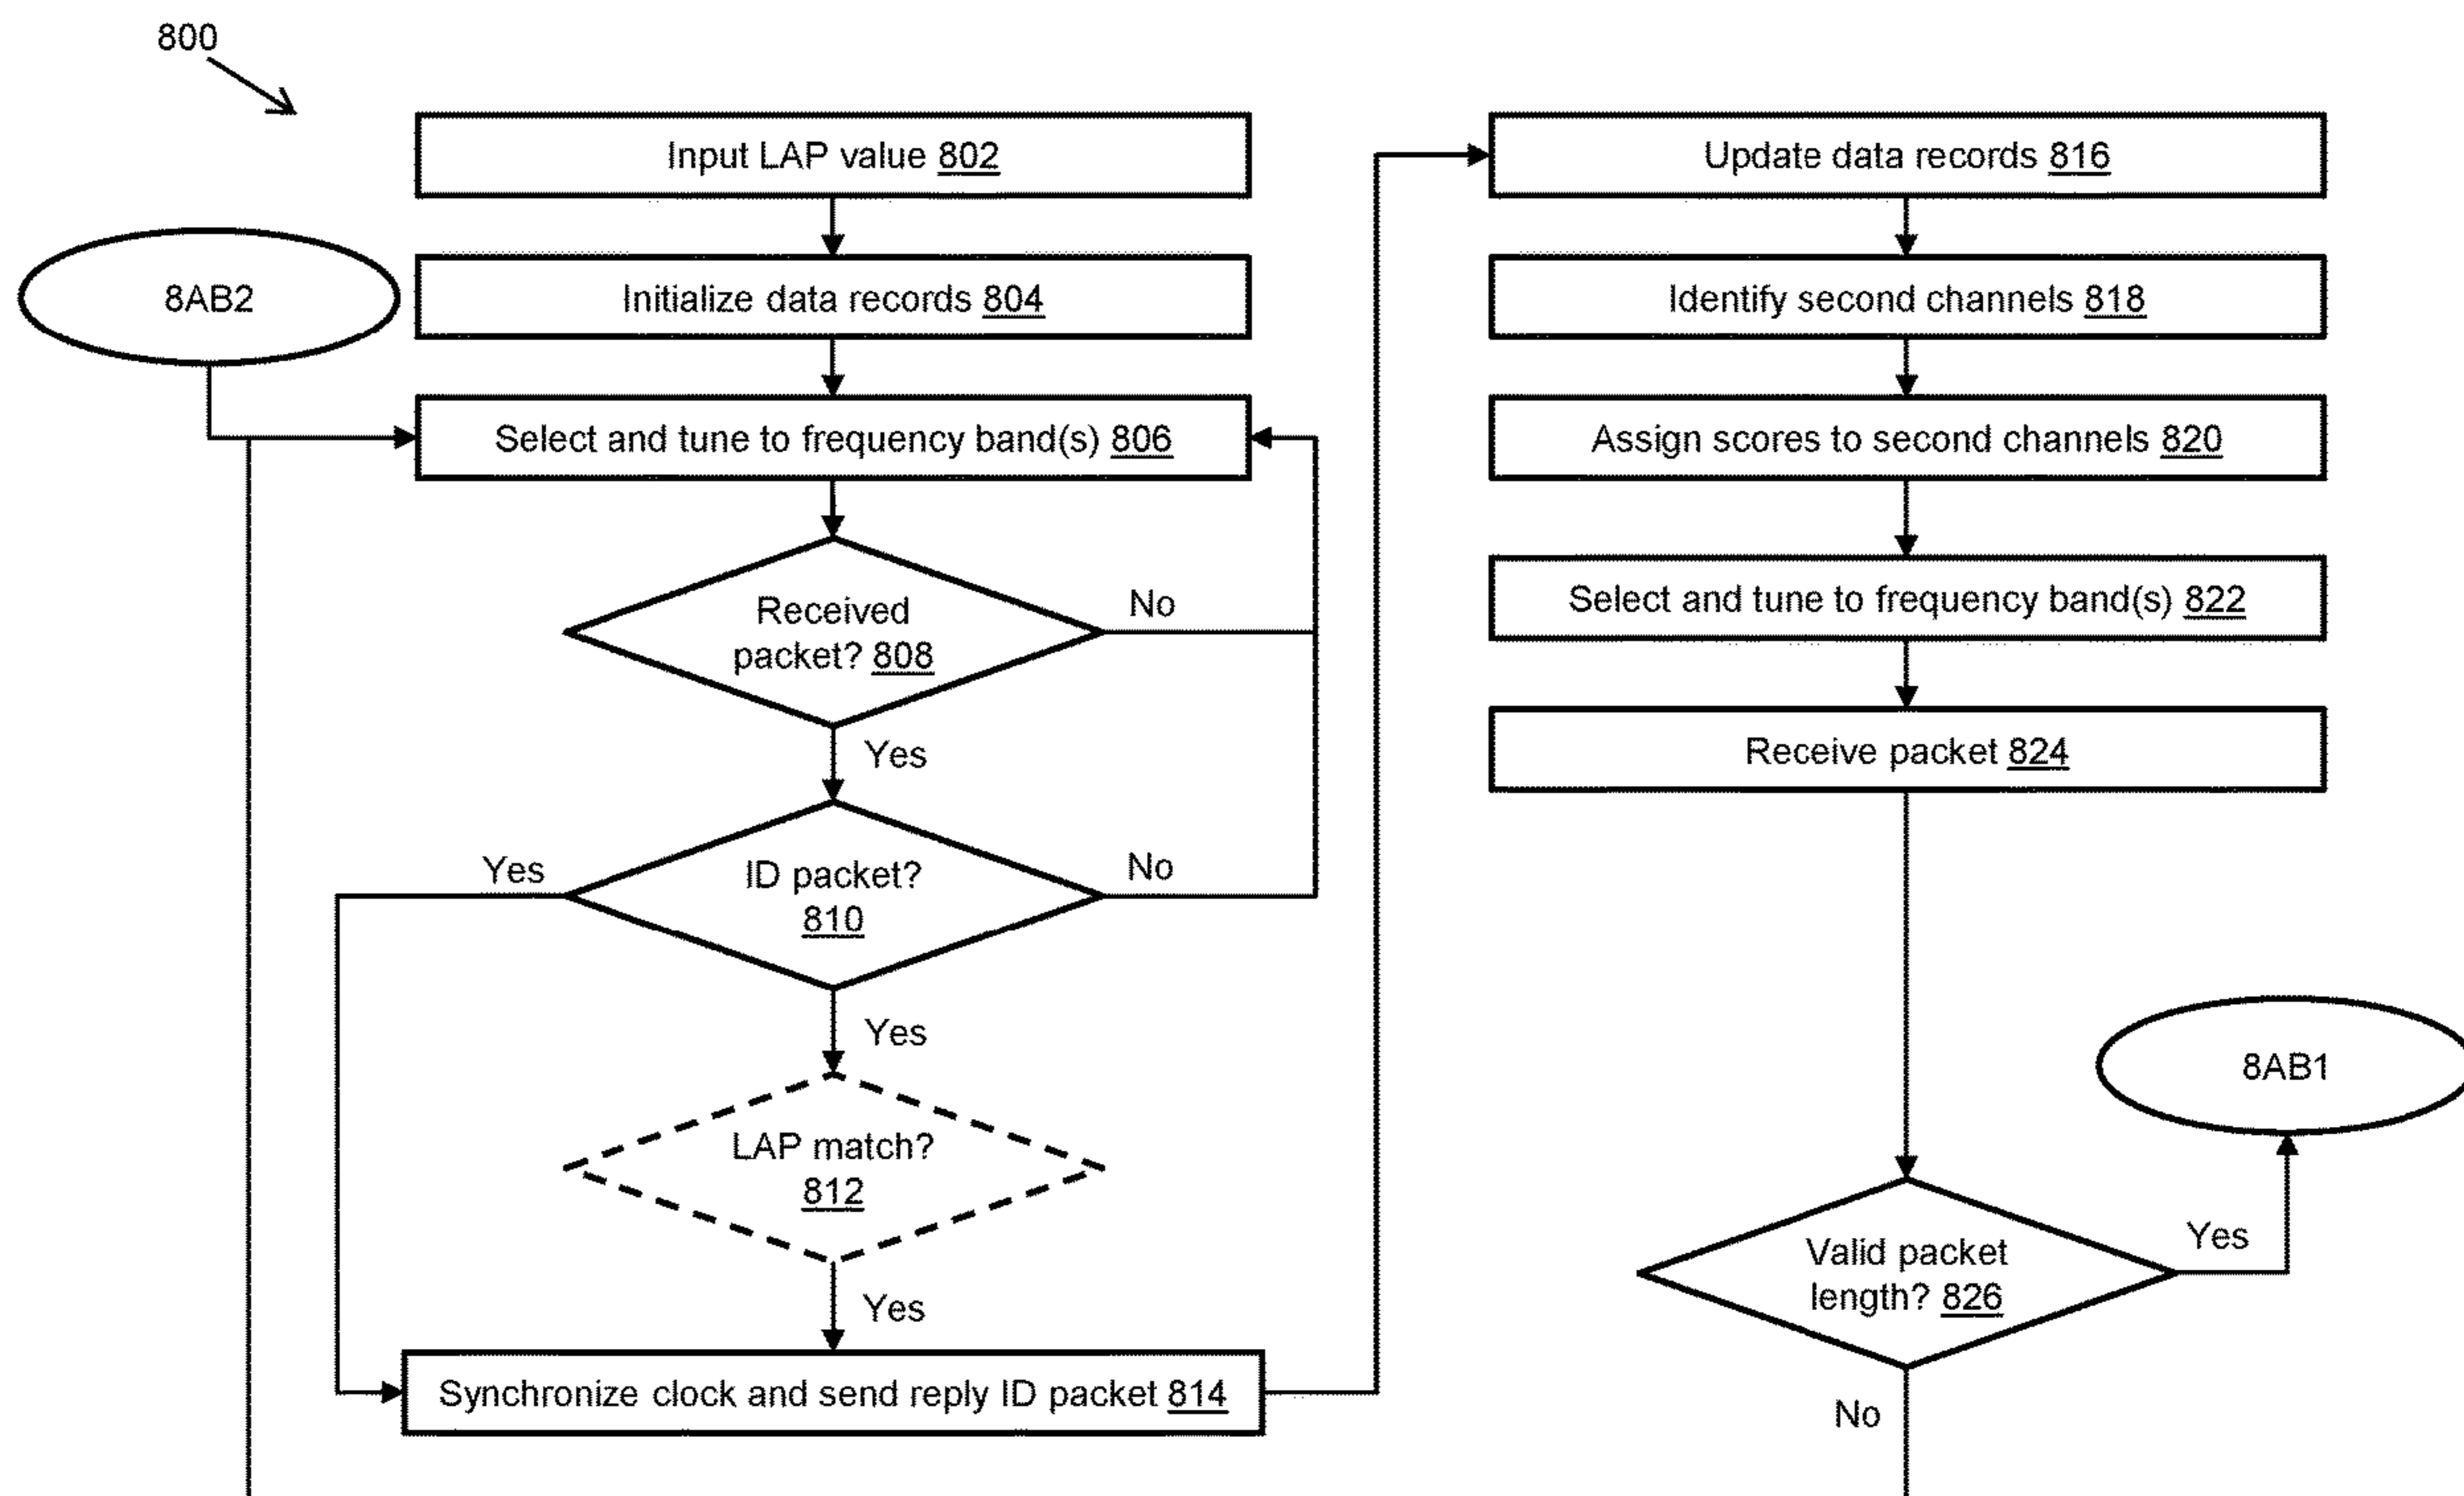 800
Input LAP value 802
8AB2
Initialize data records 804
Select and tune to frequency band(s) 806
Received
packet? 808
No
Yes
ID packet?
810
Yes
No
Yes
LAP match?
812
Yes
Synchronize clock and send reply ID packet 814
Update data records 816
Identify second channels 818
Assign scores to second channels 820
Select and tune to frequency band(s) 822
Receive packet 824
8AB1
Valid packet
length? 826
Yes
No